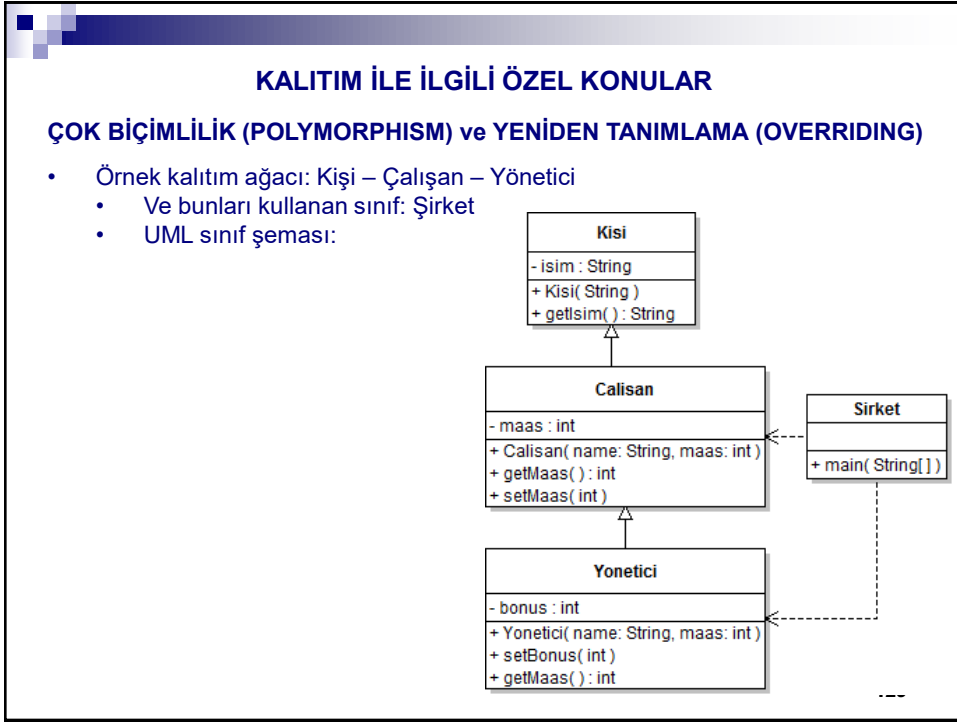 KALITIM İLE İLGİLİ ÖZEL KONULAR
ÇOK BİÇİMLİLİK (POLYMORPHISM) ve YENİDEN TANIMLAMA (OVERRIDING)
• Örnek kalıtım ağacı: Kişi – Çalışan – Yönetici
• Ve bunları kullanan sınıf: Şirket
• UML sınıf şeması:
Kisi
- isim : String
+ Kisi( String )
+ getIsim( ) : String
Calisan
- maas : int
+ Calisan( name: String, maas: int )
+ getMaas( ) : int
+ setMaas( int )
Sirket
+ main( String[ ] )
Yonetici
- bonus : int
+ Yonetici( name: String, maas: int )
+ setBonus( int )
+ getMaas( ) : int